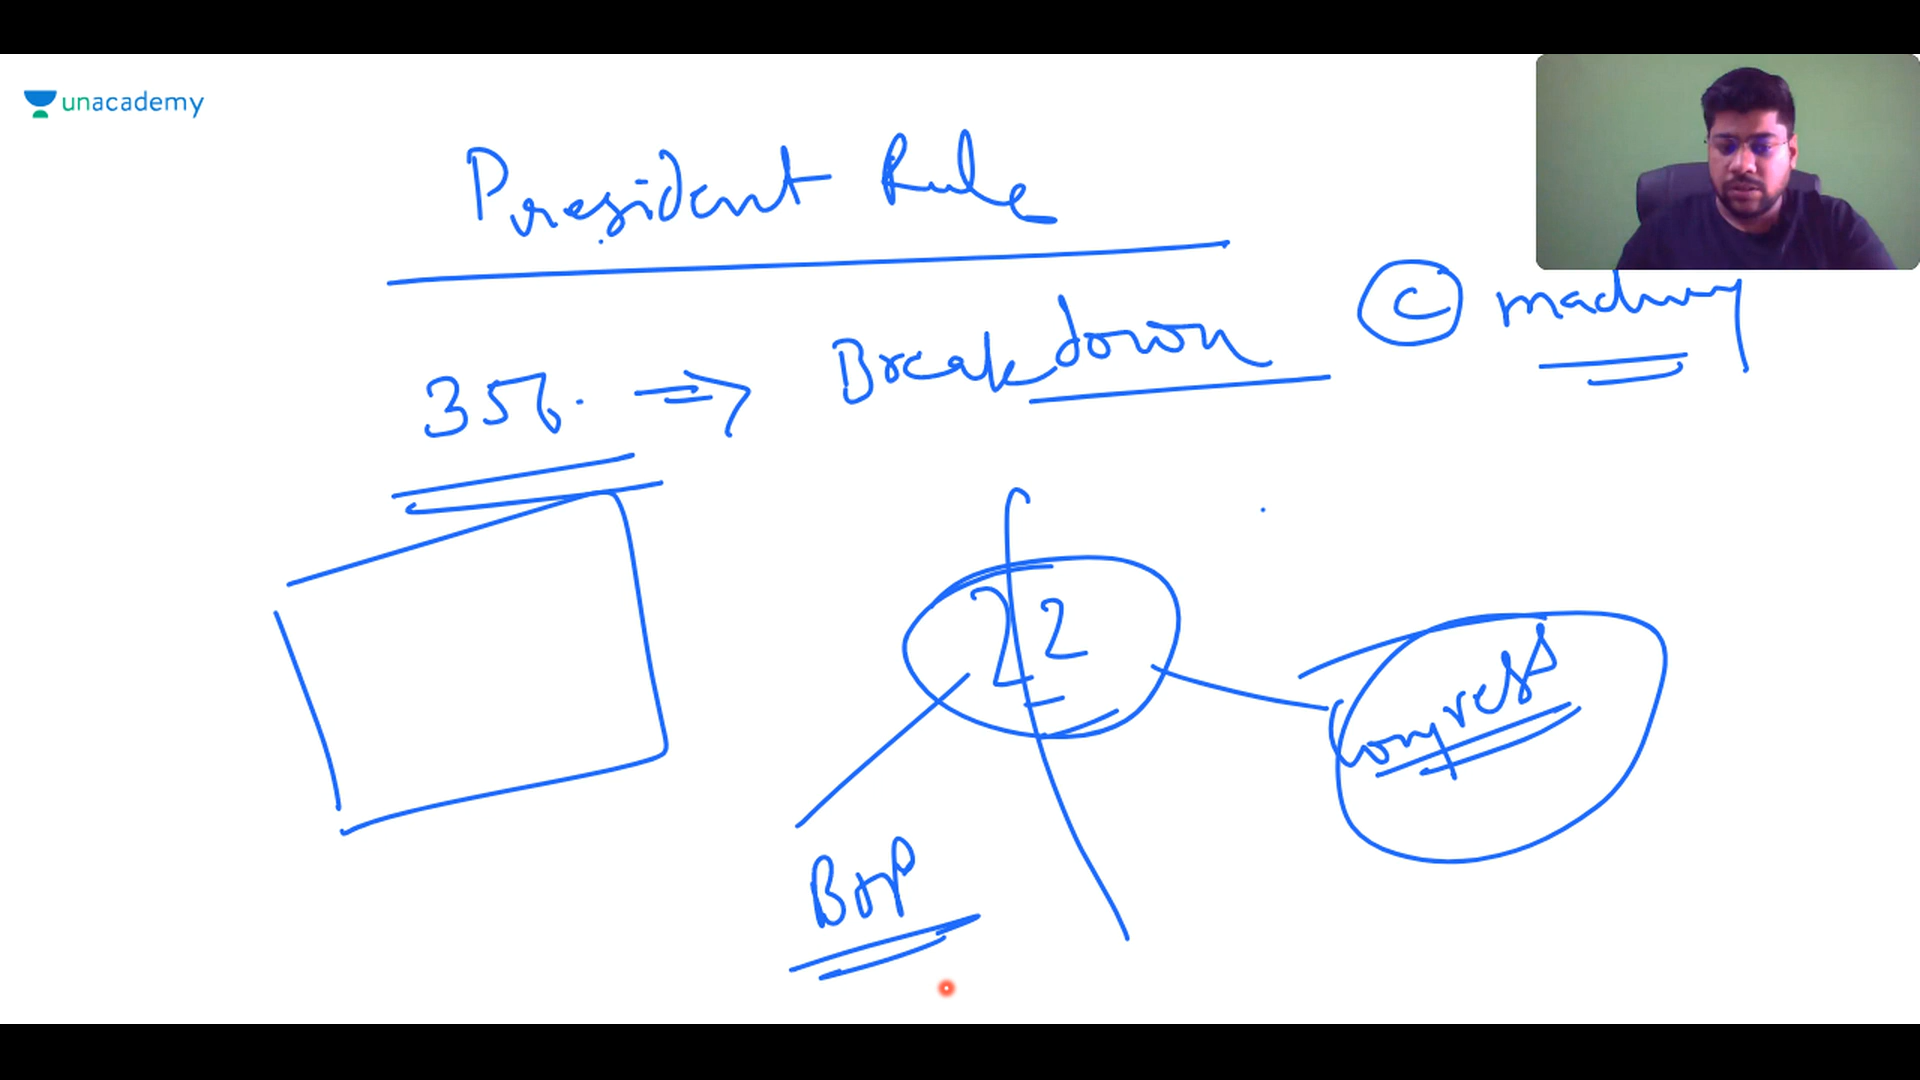 unacademy
President Rule
356. ⇒ Breakdown © machinery
22
Congress
BJP